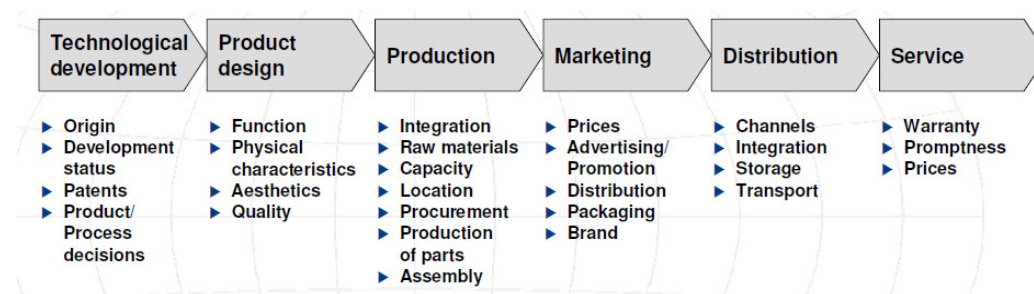 Technological
development
Product
design
Production
Marketing
Distribution
Service
Origin
Development
status
Patents
Product/
Process
decisions
Function
Physical
characteristics
Aesthetics
Quality
Integration
Raw materials
Capacity
Location
Procurement
Production
of parts
Assembly
Prices
Advertising/
Promotion
Distribution
Packaging
Brand
Channels
Integration
Storage
Transport
Warranty
Promptness
Prices